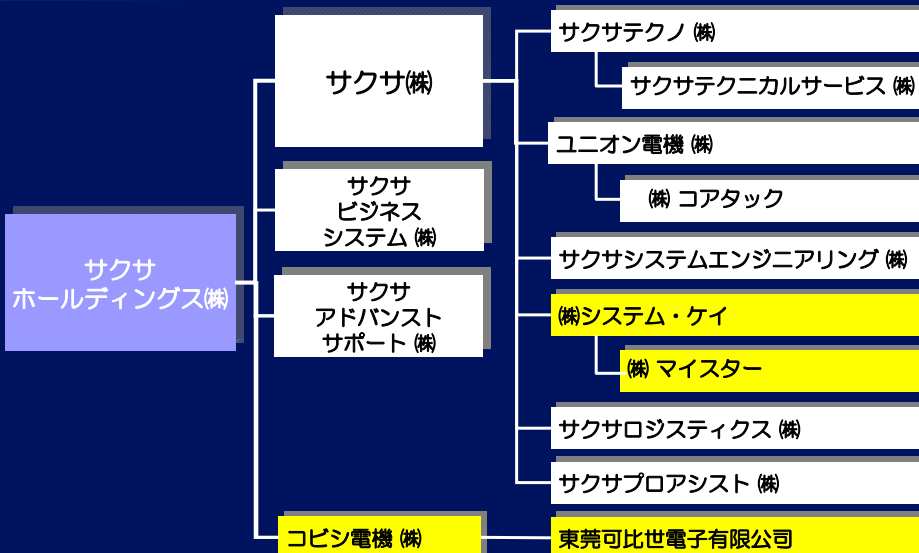 サクサ
ホールディングス㈱
サクサ㈱
サクサ
ビジネス
システム ㈱
サクサ
アドバンスト
サポート ㈱
コビシ電機 ㈱
サクサテクノ ㈱
サクサテクニカルサービス ㈱
ユニオン電機 ㈱
㈱ コアタック
サクサシステムエンジニアリング ㈱
㈱システム・ケイ
㈱ マイスター
サクサロジスティクス ㈱
サクサプロアシスト ㈱
東莞可比世電子有限公司